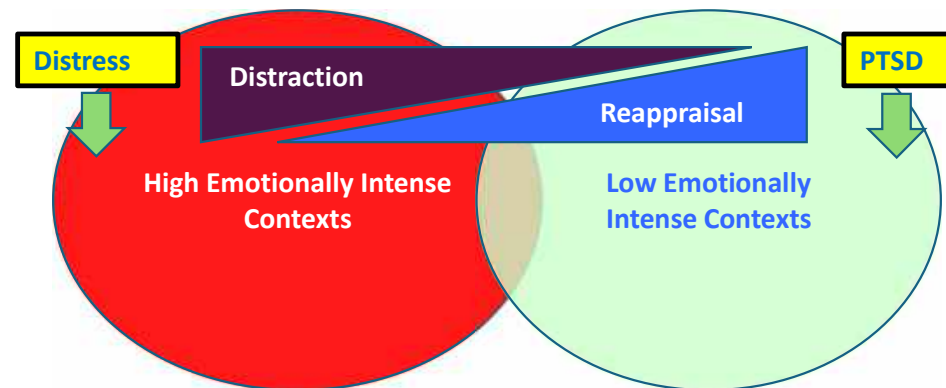 Distress
PTSD
Distraction
Reappraisal
High Emotionally Intense
Contexts
Low Emotionally
Intense Contexts